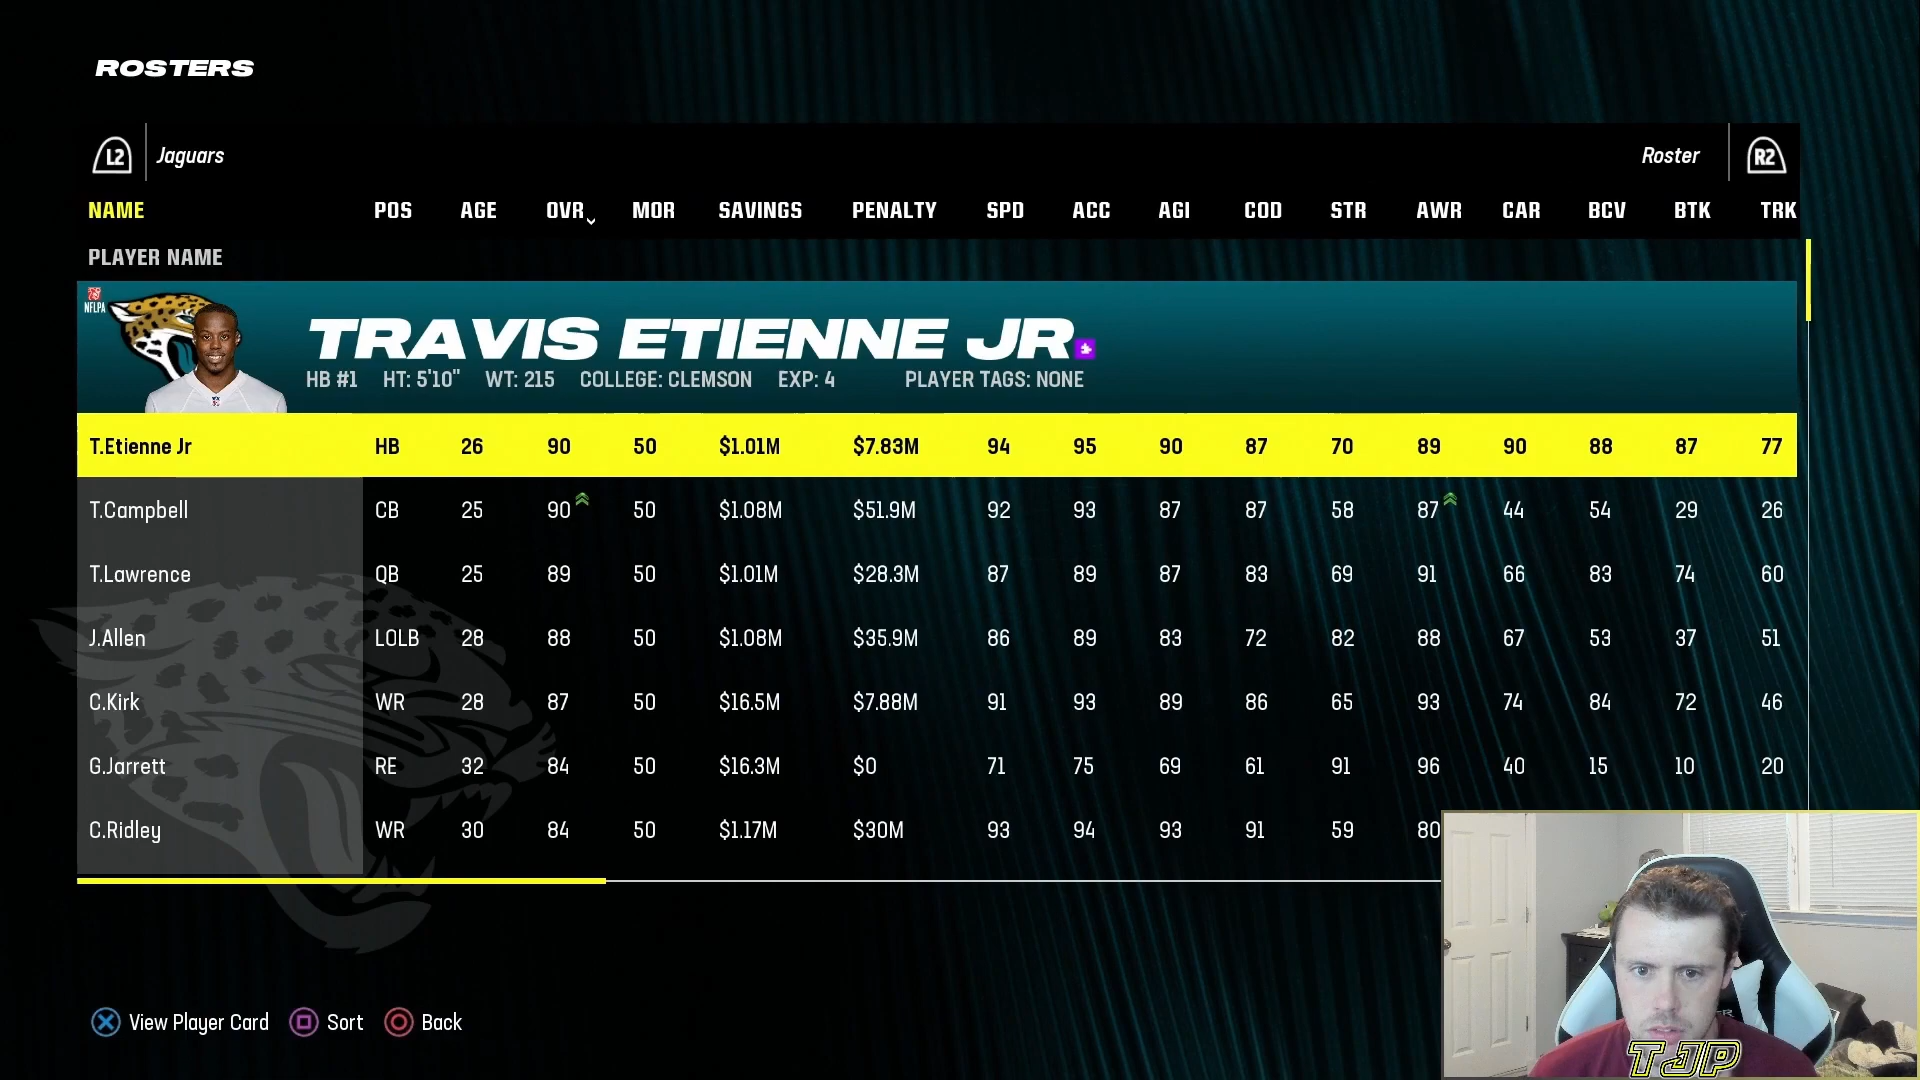 ROSTERS
L2 Jaguars Roster R2
NAME POS AGE OVR MOR SAVINGS PENALTY SPD ACC AGI COD STR AWR CAR BCV BTK TRK
PLAYER NAME
NFLPA
TRAVIS ETIENNE JR
HB #1 HT: 5'10" WT: 215 COLLEGE: CLEMSON EXP: 4 PLAYER TAGS: NONE
T.Etienne Jr HB 26 90 50 $1.01M $7.83M 94 95 90 87 70 89 90 88 87 77
T.Campbell CB 25 90 50 $1.08M $51.9M 92 93 87 87 58 87 44 54 29 26
T.Lawrence QB 25 89 50 $1.01M $28.3M 87 89 87 83 69 91 66 83 74 60
J.Allen LOLB 28 88 50 $1.08M $35.9M 86 89 83 72 82 88 67 53 37 51
C.Kirk WR 28 87 50 $16.5M $7.88M 91 93 89 86 65 93 74 84 72 46
G.Jarrett RE 32 84 50 $16.3M $0 71 75 69 61 91 96 40 15 10 20
C.Ridley WR 30 84 50 $1.17M $30M 93 94 93 91 59 80
View Player Card Sort Back
TJP